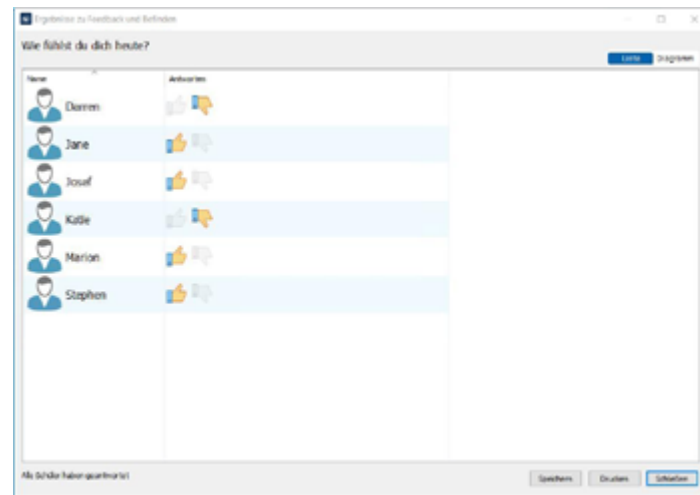 Ergebnisse zu Feedback und Befinden
Wie fühlst du dich heute?
Liste Diagramm
Name Antworten
Darren
Jane
Josef
Katie
Marion
Stephen
Alle Schüler haben geantwortet
Speichern Drucken Schließen